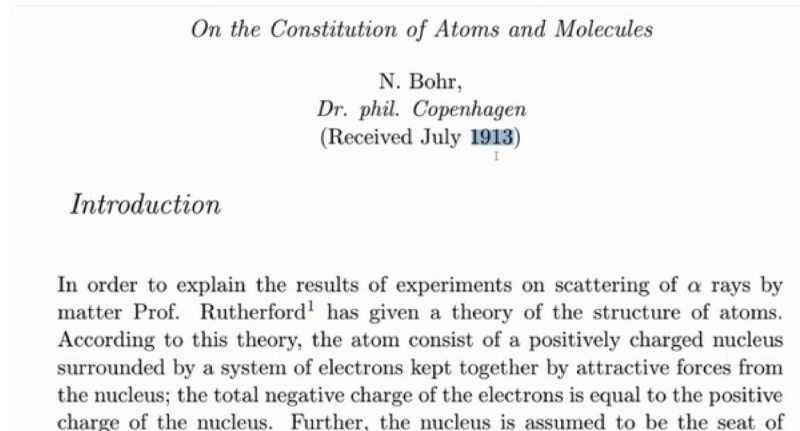 On the Constitution of Atoms and Molecules
N. Bohr,
Dr. phil. Copenhagen
(Received July 1913)
Introduction
In order to explain the results of experiments on scattering of α rays by
matter Prof. Rutherford¹ has given a theory of the structure of atoms.
According to this theory, the atom consist of a positively charged nucleus
surrounded by a system of electrons kept together by attractive forces from
the nucleus; the total negative charge of the electrons is equal to the positive
charge of the nucleus. Further, the nucleus is assumed to be the seat of